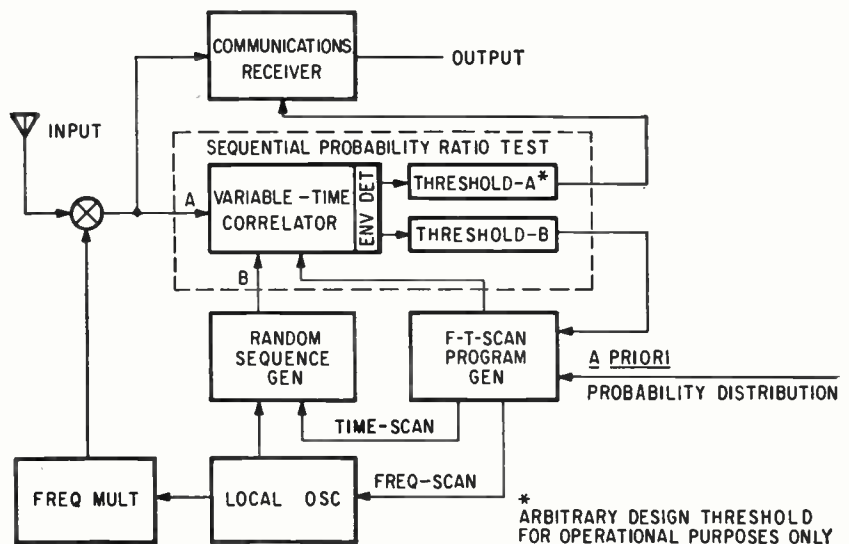 COMMUNICATIONS
RECEIVER
OUTPUT
INPUT
SEQUENTIAL PROBABILITY RATIO TEST
A
VARIABLE-TIME
CORRELATOR
ENV DET
THRESHOLD-A*
THRESHOLD-B
B
RANDOM
SEQUENCE
GEN
F-T-SCAN
PROGRAM
GEN
A PRIORI
PROBABILITY DISTRIBUTION
TIME-SCAN
FREQ MULT
LOCAL OSC
FREQ-SCAN
*
ARBITRARY DESIGN THRESHOLD
FOR OPERATIONAL PURPOSES ONLY